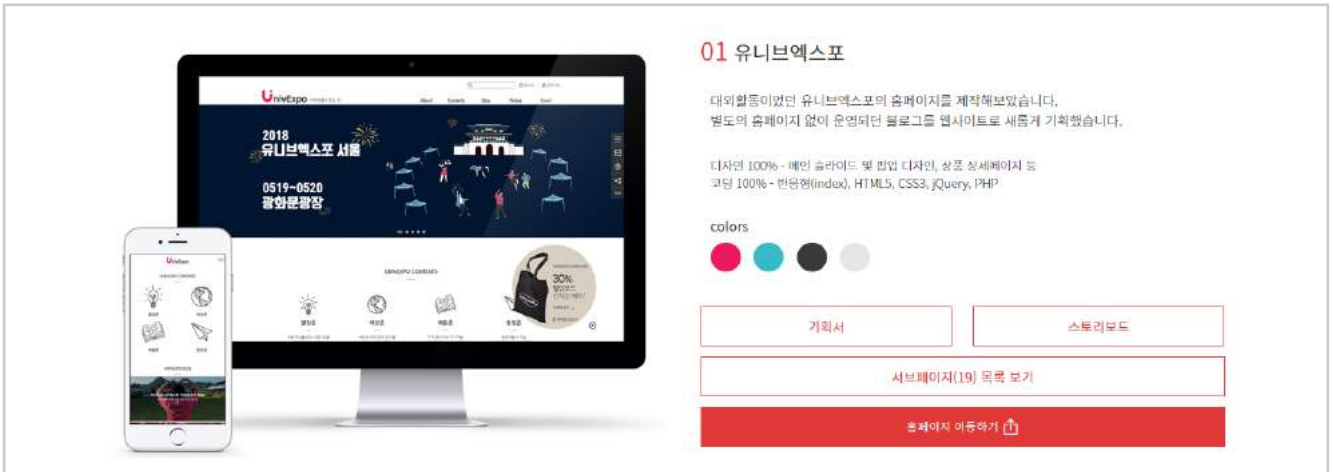 01 유니브엑스포
대외활동이었던 유니브엑스포의 홈페이지를 제작해보았습니다.
별도의 홈페이지 없이 운영되던 블로그를 웹사이트로 새롭게 기획했습니다.
디자인 100% - 메인 슬라이드 및 팝업 디자인, 상품 상세페이지 등
코딩 100% - 반응형(index), HTML5, CSS3, jQuery, PHP
colors
기획서
스토리보드
서브페이지(19) 목록 보기
홈페이지 이동하기
UnivExpo
2018
유니브엑스포 서울
0519~0520
광화문광장
UNIVEXPO CONTENTS
30%
UnivExpo